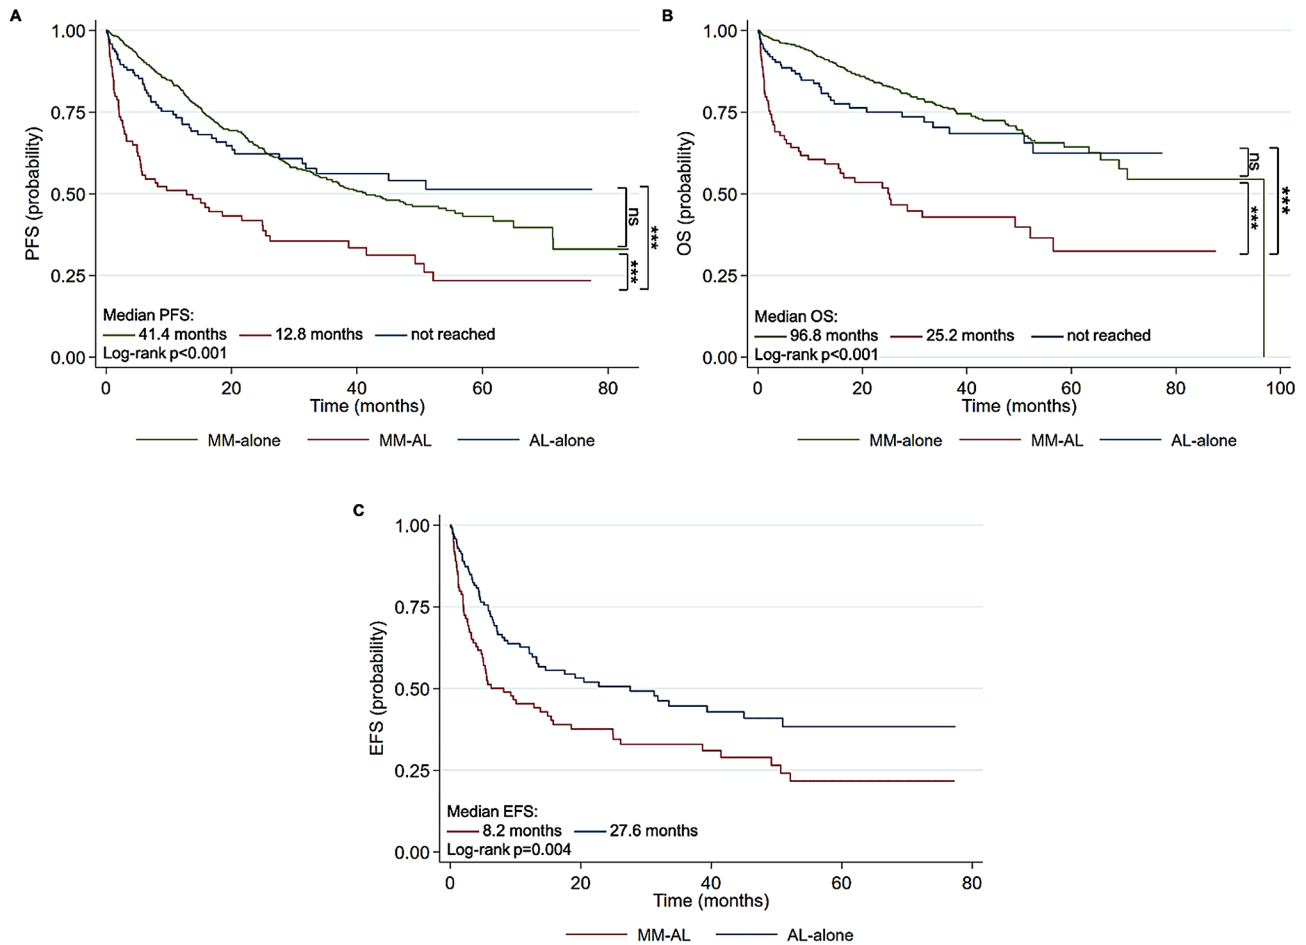 A
PFS (probability)
1.00
0.75
0.50
0.25
0.00
ns
***
***
Median PFS:
41.4 months 12.8 months not reached
Log-rank p<0.001
0 20 40 60 80
Time (months)
MM-alone MM-AL AL-alone
B
OS (probability)
1.00
0.75
0.50
0.25
0.00
ns
***
***
Median OS:
96.8 months 25.2 months not reached
Log-rank p<0.001
0 20 40 60 80 100
Time (months)
MM-alone MM-AL AL-alone
C
EFS (probability)
1.00
0.75
0.50
0.25
0.00
Median EFS:
8.2 months 27.6 months
Log-rank p=0.004
0 20 40 60 80
Time (months)
MM-AL AL-alone